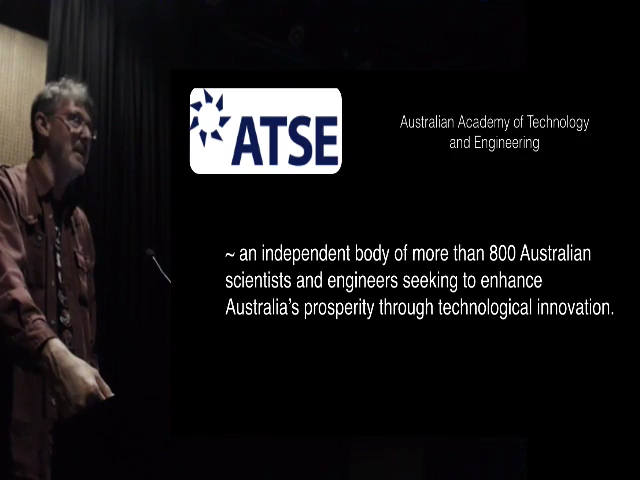 ATSE
Australian Academy of Technology
and Engineering
~ an independent body of more than 800 Australian
scientists and engineers seeking to enhance
Australia's prosperity through technological innovation.